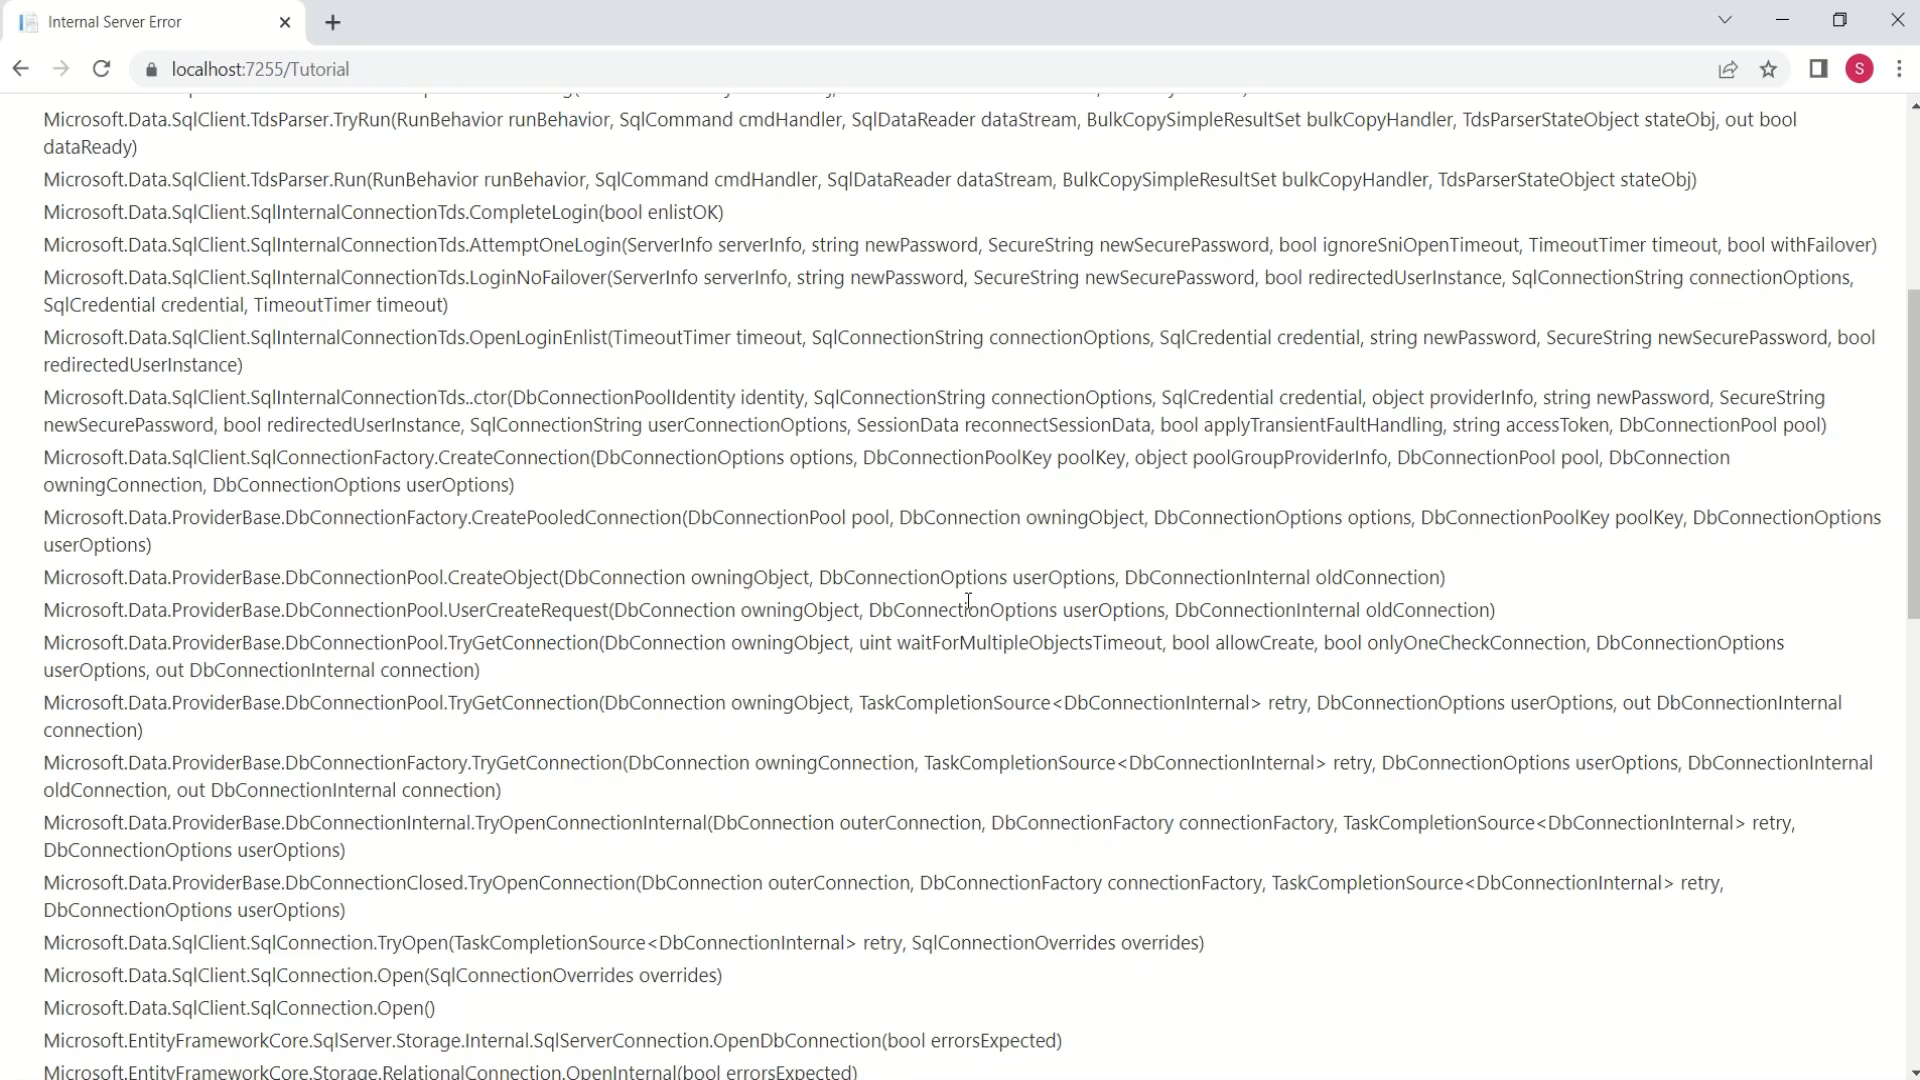 Internal Server Error
localhost:7255/Tutorial
S
Microsoft.Data.SqlClient.TdsParser.TryRun(RunBehavior runBehavior, SqlCommand cmdHandler, SqlDataReader dataStream, BulkCopySimpleResultSet bulkCopyHandler, TdsParserStateObject stateObj, out bool
dataReady)
Microsoft.Data.SqlClient.TdsParser.Run(RunBehavior runBehavior, SqlCommand cmdHandler, SqlDataReader dataStream, BulkCopySimpleResultSet bulkCopyHandler, TdsParserStateObject stateObj)
Microsoft.Data.SqlClient.SqlInternalConnectionTds.CompleteLogin(bool enlistOK)
Microsoft.Data.SqlClient.SqlInternalConnectionTds.AttemptOneLogin(ServerInfo serverInfo, string newPassword, SecureString newSecurePassword, bool ignoreSniOpenTimeout, TimeoutTimer timeout, bool withFailover)
Microsoft.Data.SqlClient.SqlInternalConnectionTds.LoginNoFailover(ServerInfo serverInfo, string newPassword, SecureString newSecurePassword, bool redirectedUserInstance, SqlConnectionString connectionOptions,
SqlCredential credential, TimeoutTimer timeout)
Microsoft.Data.SqlClient.SqlInternalConnectionTds.OpenLoginEnlist(TimeoutTimer timeout, SqlConnectionString connectionOptions, SqlCredential credential, string newPassword, SecureString newSecurePassword, bool
redirectedUserInstance)
Microsoft.Data.SqlClient.SqlInternalConnectionTds..ctor(DbConnectionPoolIdentity identity, SqlConnectionString connectionOptions, SqlCredential credential, object providerInfo, string newPassword, SecureString
newSecurePassword, bool redirectedUserInstance, SqlConnectionString userConnectionOptions, SessionData reconnectSessionData, bool applyTransientFaultHandling, string accessToken, DbConnectionPool pool)
Microsoft.Data.SqlClient.SqlConnectionFactory.CreateConnection(DbConnectionOptions options, DbConnectionPoolKey poolKey, object poolGroupProviderInfo, DbConnectionPool pool, DbConnection
owningConnection, DbConnectionOptions userOptions)
Microsoft.Data.ProviderBase.DbConnectionFactory.CreatePooledConnection(DbConnectionPool pool, DbConnection owningObject, DbConnectionOptions options, DbConnectionPoolKey poolKey, DbConnectionOptions
userOptions)
Microsoft.Data.ProviderBase.DbConnectionPool.CreateObject(DbConnection owningObject, DbConnectionOptions userOptions, DbConnectionInternal oldConnection)
Microsoft.Data.ProviderBase.DbConnectionPool.UserCreateRequest(DbConnection owningObject, DbConnectionOptions userOptions, DbConnectionInternal oldConnection)
Microsoft.Data.ProviderBase.DbConnectionPool.TryGetConnection(DbConnection owningObject, uint waitForMultipleObjectsTimeout, bool allowCreate, bool onlyOneCheckConnection, DbConnectionOptions
userOptions, out DbConnectionInternal connection)
Microsoft.Data.ProviderBase.DbConnectionPool.TryGetConnection(DbConnection owningObject, TaskCompletionSource<DbConnectionInternal> retry, DbConnectionOptions userOptions, out DbConnectionInternal
connection)
Microsoft.Data.ProviderBase.DbConnectionFactory.TryGetConnection(DbConnection owningConnection, TaskCompletionSource<DbConnectionInternal> retry, DbConnectionOptions userOptions, DbConnectionInternal
oldConnection, out DbConnectionInternal connection)
Microsoft.Data.ProviderBase.DbConnectionInternal.TryOpenConnectionInternal(DbConnection outerConnection, DbConnectionFactory connectionFactory, TaskCompletionSource<DbConnectionInternal> retry,
DbConnectionOptions userOptions)
Microsoft.Data.ProviderBase.DbConnectionClosed.TryOpenConnection(DbConnection outerConnection, DbConnectionFactory connectionFactory, TaskCompletionSource<DbConnectionInternal> retry,
DbConnectionOptions userOptions)
Microsoft.Data.SqlClient.SqlConnection.TryOpen(TaskCompletionSource<DbConnectionInternal> retry, SqlConnectionOverrides overrides)
Microsoft.Data.SqlClient.SqlConnection.Open(SqlConnectionOverrides overrides)
Microsoft.Data.SqlClient.SqlConnection.Open()
Microsoft.EntityFrameworkCore.SqlServer.Storage.Internal.SqlServerConnection.OpenDbConnection(bool errorsExpected)
Microsoft.EntityFrameworkCore.Storage.RelationalConnection.OpenInternal(bool errorsExpected)